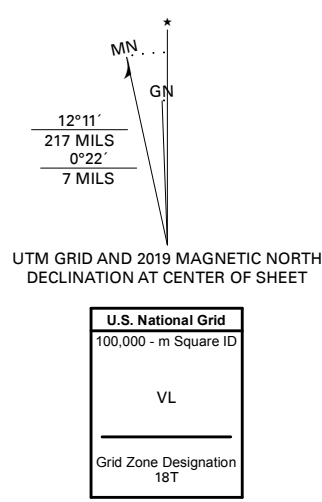 ★
MN
GN
12°11´
217 MILS
0°22´
7 MILS
UTM GRID AND 2019 MAGNETIC NORTH
DECLINATION AT CENTER OF SHEET
U.S. National Grid
100,000 - m Square ID
VL
Grid Zone Designation
18T